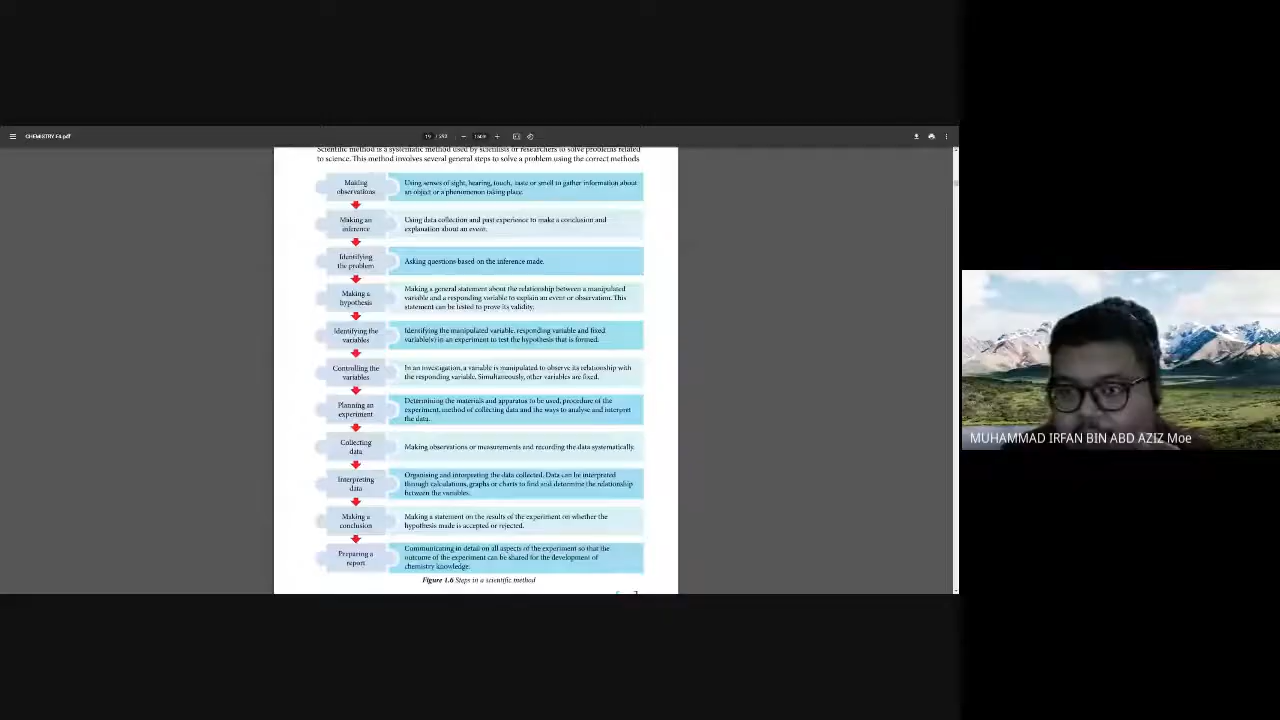 CHEMISTRY F4.pdf
19 / 292
Scientific method is a systematic method used by scientists or researchers to solve problems related
to science. This method involves several general steps to solve a problem using the correct methods
Making
observations
Using senses of sight, hearing, touch, taste or smell to gather information about
an object or a phenomenon taking place.
Making an
inference
Using data collection and past experience to make a conclusion and
explanation about an event.
Identifying
the problem
Asking questions based on the inference made.
Making a
hypothesis
Making a general statement about the relationship between a manipulated
variable and a responding variable to explain an event or observation. This
statement can be tested to prove its validity.
Identifying the
variables
Identifying the manipulated variable, responding variable and fixed
variable(s) in an experiment to test the hypothesis that is formed.
Controlling the
variables
In an investigation, a variable is manipulated to observe its relationship with
the responding variable. Simultaneously, other variables are fixed.
Planning an
experiment
Determining the materials and apparatus to be used, procedure of the
experiment, method of collecting data and the ways to analyse and interpret
the data.
Collecting
data
Making observations or measurements and recording the data systematically.
Interpreting
data
Organising and interpreting the data collected. Data can be interpreted
through calculations, graphs or charts to find and determine the relationship
between the variables.
Making a
conclusion
Making a statement on the results of the experiment on whether the
hypothesis made is accepted or rejected.
Preparing a
report
Communicating in detail on all aspects of the experiment so that the
outcome of the experiment can be shared for the development of
chemistry knowledge.
Figure 1.6 Steps in a scientific method
MUHAMMAD IRFAN BIN ABD AZIZ Moe